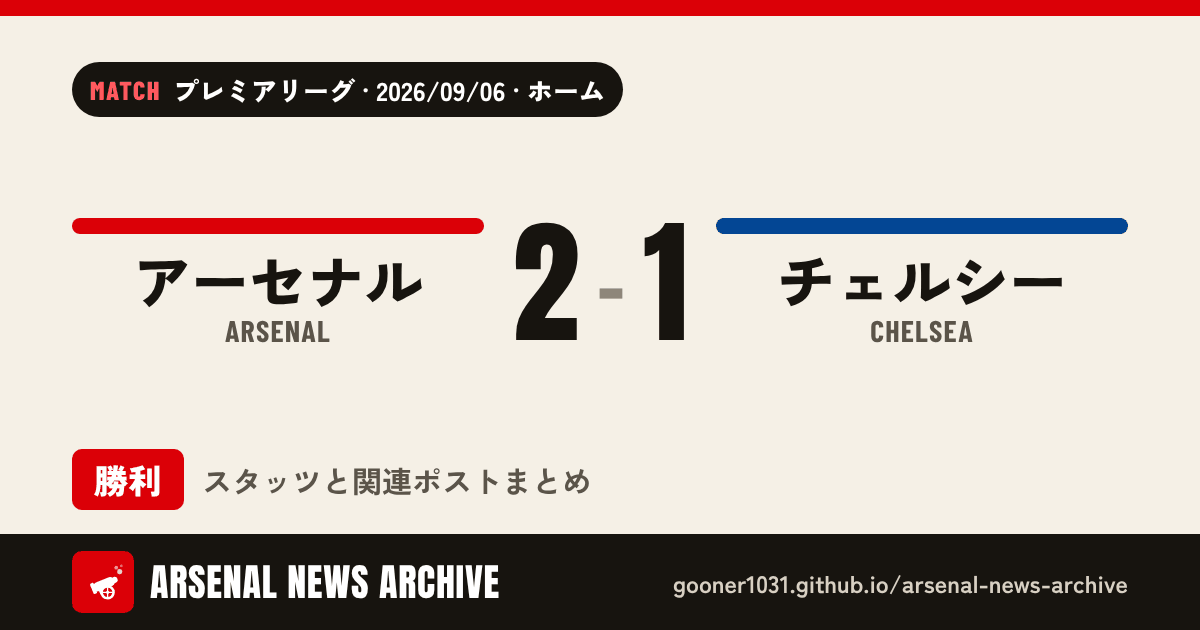 MATCH プレミアリーグ · 2026/09/06 · ホーム
アーセナル 2 - 1 チェルシー
ARSENAL CHELSEA
勝利 スタッツと関連ポストまとめ
ARSENAL NEWS ARCHIVE gooner1031.github.io/arsenal-news-archive